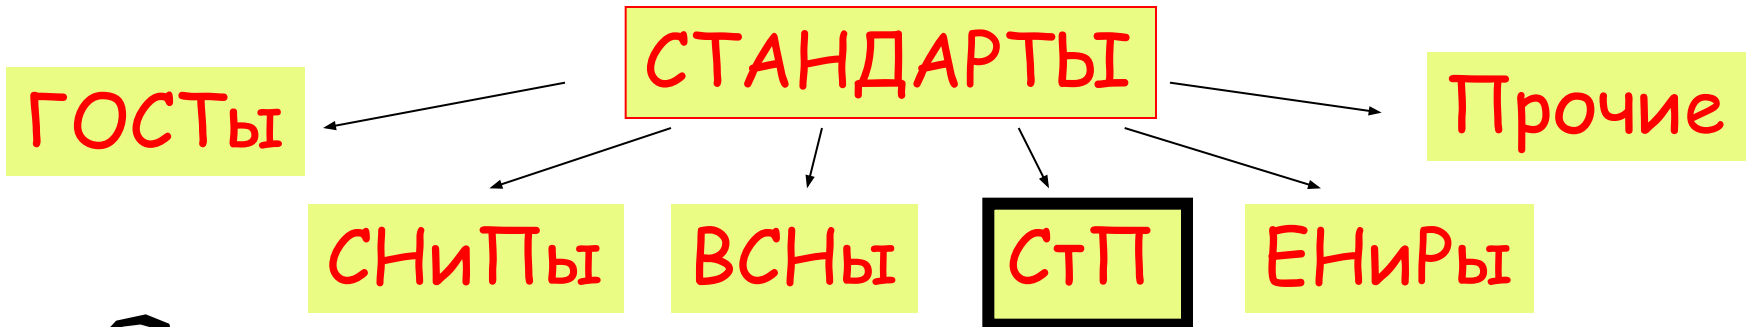 СТАНДАРТЫ
ГОСТы
Прочие
СНиПы
ВСНы
СтП
ЕНиРы